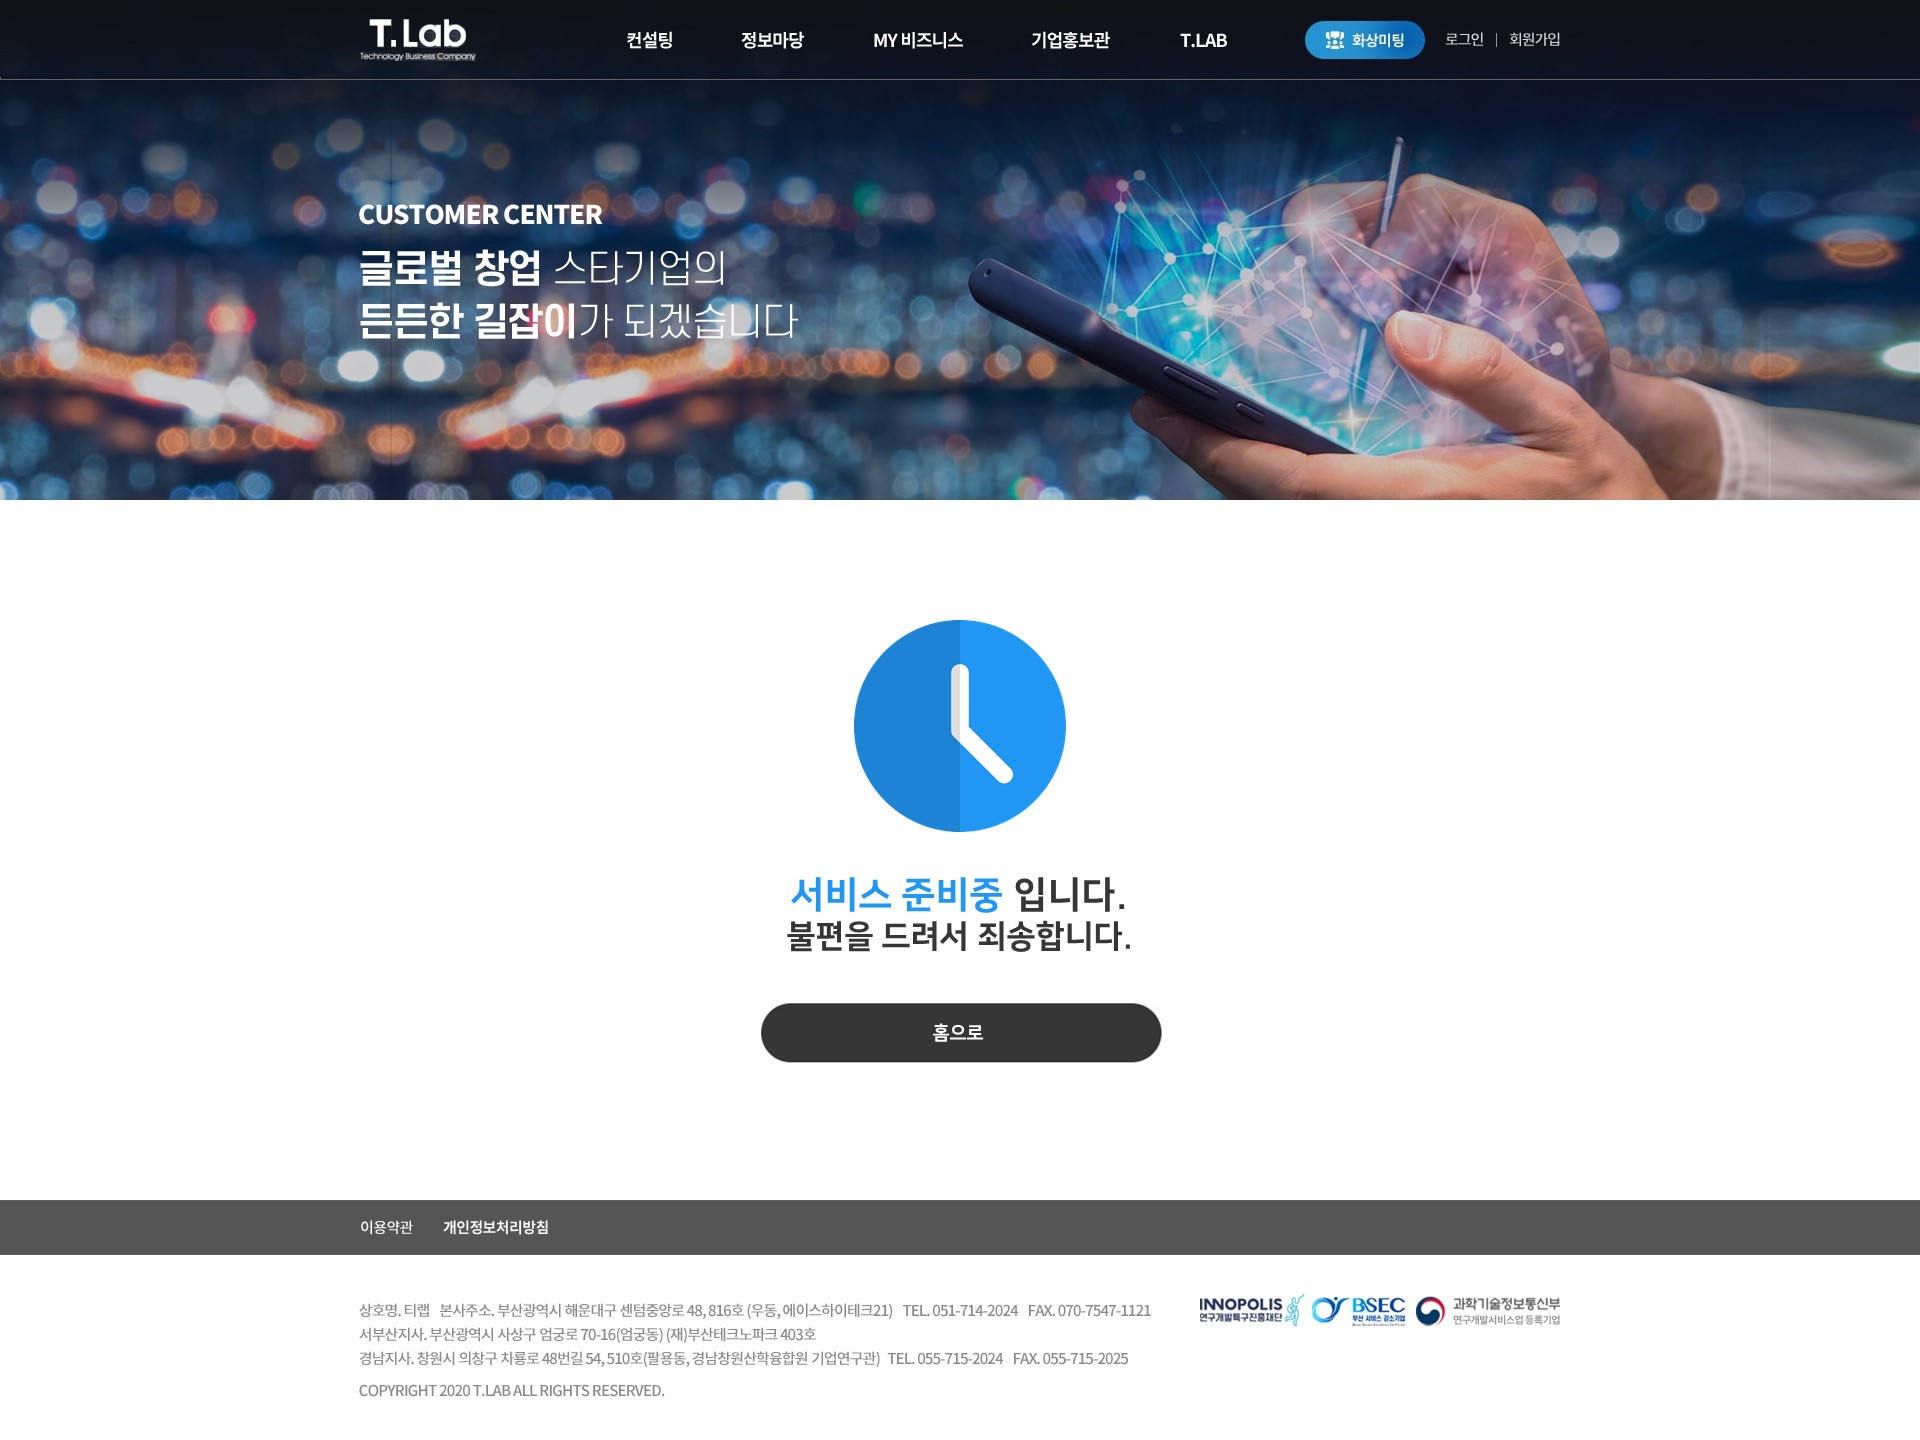 T.Lab
Technology Business Company
컨설팅
정보마당
MY 비즈니스
기업홍보관
T.LAB
화상미팅
로그인
회원가입
CUSTOMER CENTER
글로벌 창업 스타기업의
든든한 길잡이가 되겠습니다
서비스 준비중 입니다.
불편을 드려서 죄송합니다.
홈으로
이용약관
개인정보처리방침
상호명. 티랩 본사주소. 부산광역시 해운대구 센텀중앙로 48, 816호 (우동, 에이스하이테크21) TEL. 051-714-2024 FAX. 070-7547-1121
서부산지사. 부산광역시 사상구 엄궁로 70-16(엄궁동) (재)부산테크노파크 403호
경남지사. 창원시 의창구 차룡로 48번길 54, 510호(팔용동, 경남창원산학융합원 기업연구관) TEL. 055-715-2024 FAX. 055-715-2025
COPYRIGHT 2020 T.LAB ALL RIGHTS RESERVED.
INNOPOLIS
연구개발특구진흥재단
BSEC
부산 서비스 강소기업
과학기술정보통신부
연구개발서비스업 등록기업